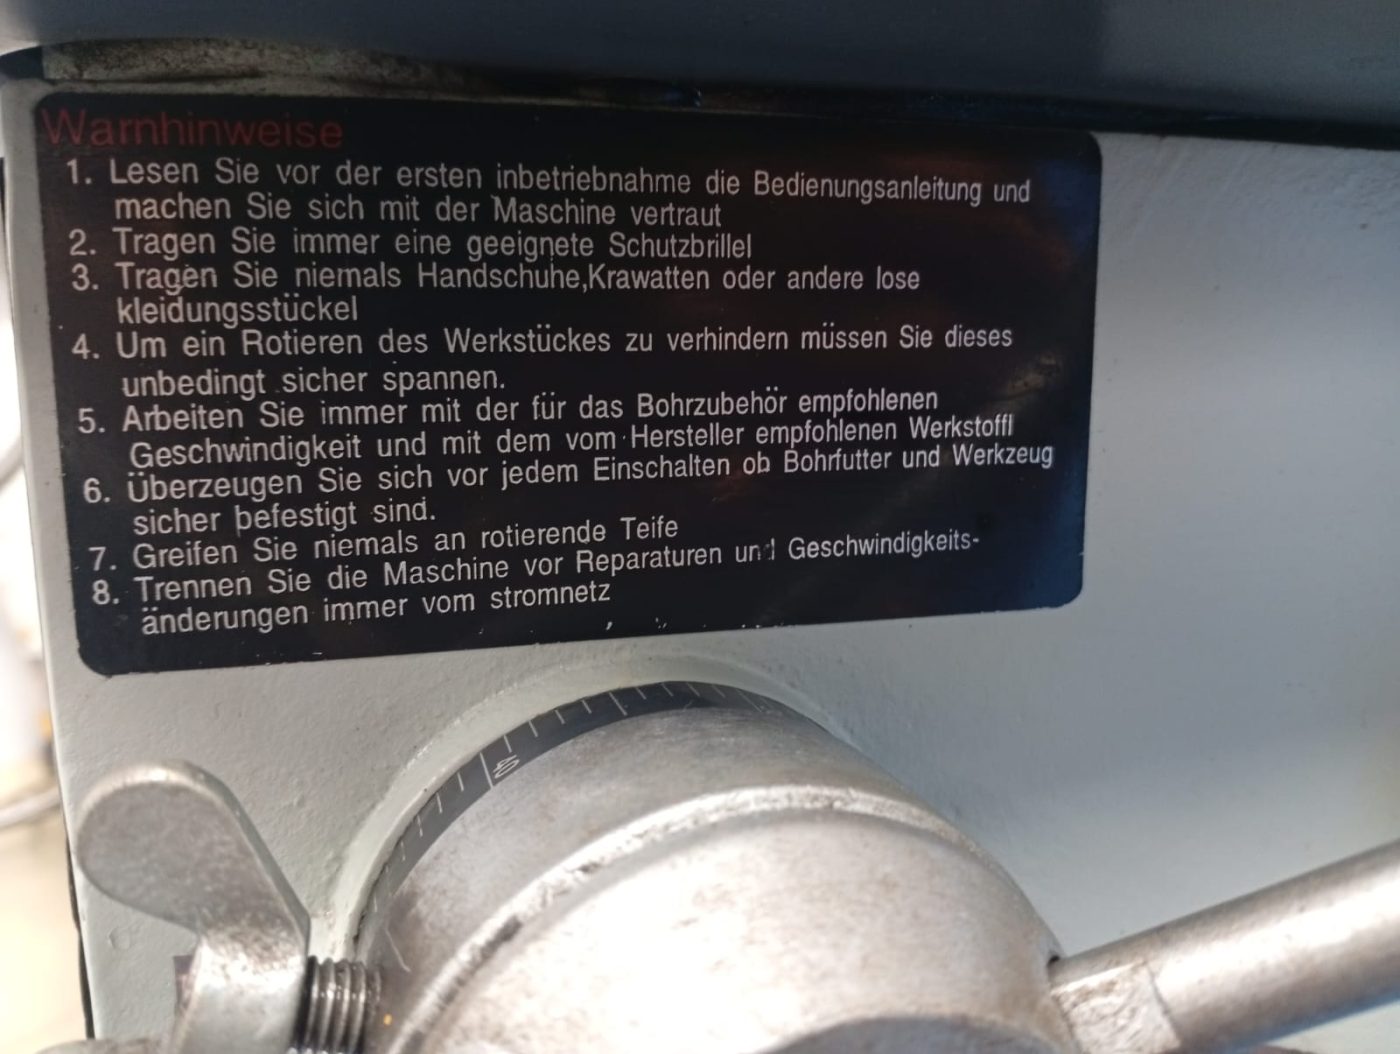 Warnhinweise
1. Lesen Sie vor der ersten inbetriebnahme die Bedienungsanleitung und
machen Sie sich mit der Maschine vertraut
2. Tragen Sie immer eine geeignete Schutzbrillel
3. Tragen Sie niemals Handschuhe,Krawatten oder andere lose
kleidungsstückel
4. Um ein Rotieren des Werkstückes zu verhindern müssen Sie dieses
unbedingt sicher spannen.
5. Arbeiten Sie immer mit der für das Bohrzubehör empfohlenen
Geschwindigkeit und mit dem vom Hersteller empfohlenen Werkstoffl
6. Überzeugen Sie sich vor jedem Einschalten ob Bohrfutter und Werkzeug
sicher befestigt sind.
7. Greifen Sie niemals an rotierende Teife
8. Trennen Sie die Maschine vor Reparaturen und Geschwindigkeits-
änderungen immer vom stromnetz
40